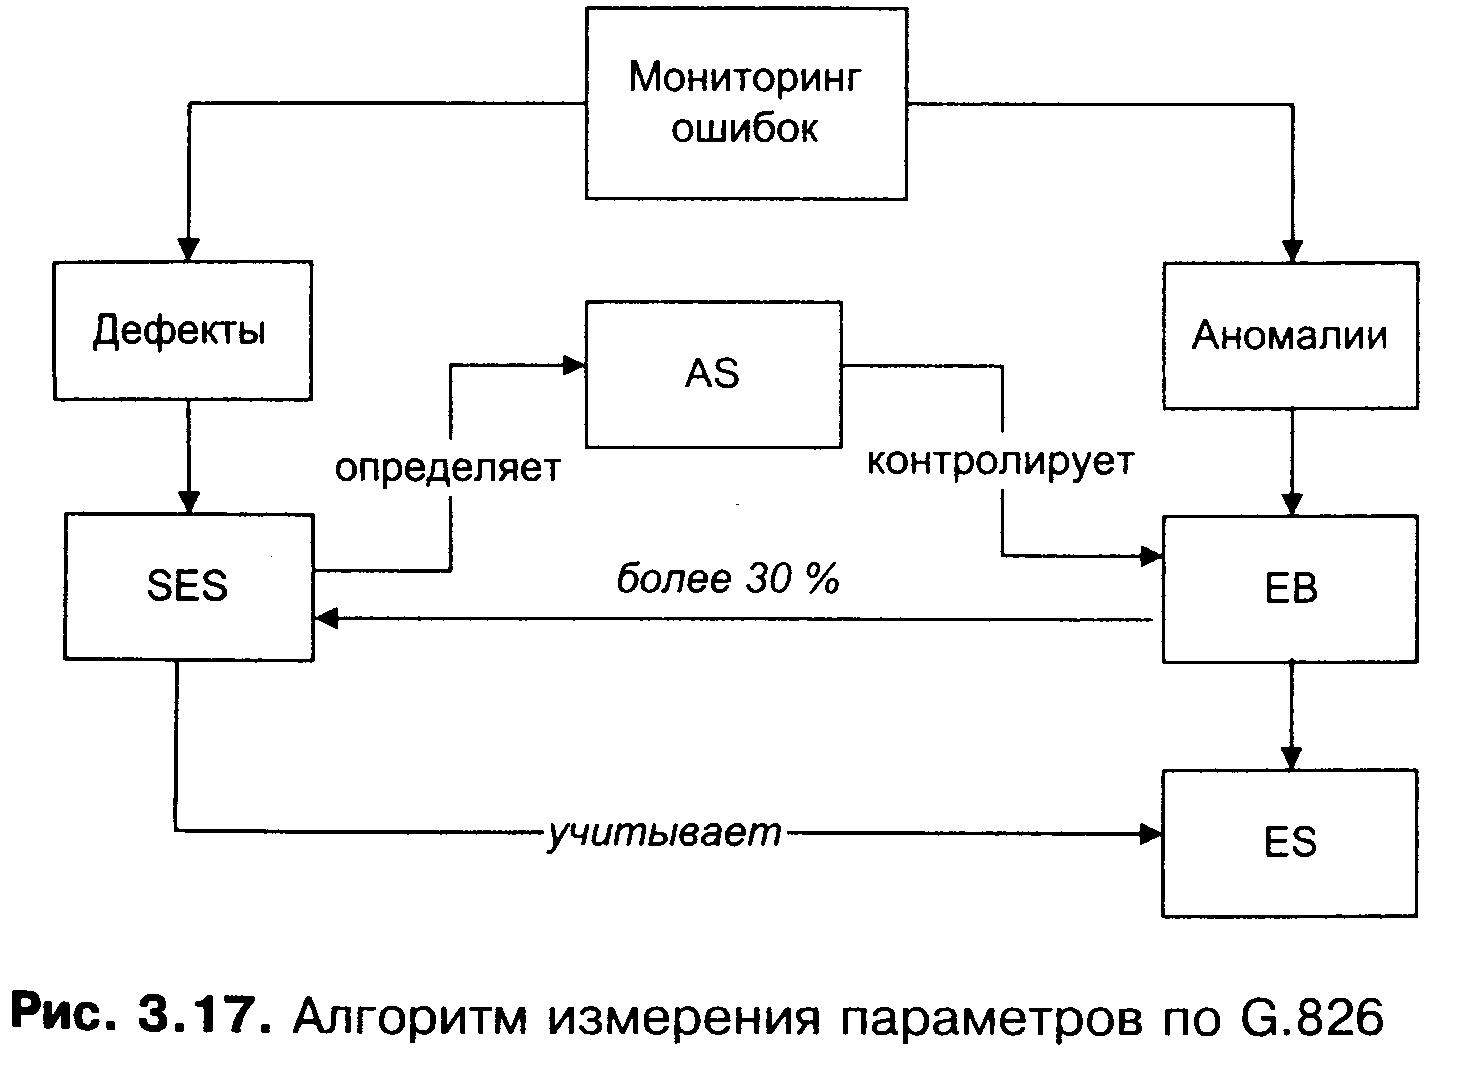 Мониторинг
ошибок
Дефекты
AS
Аномалии
определяет
контролирует
SES
более 30 %
EB
учитывает
ES
Рис. 3.17. Алгоритм измерения параметров по G.826